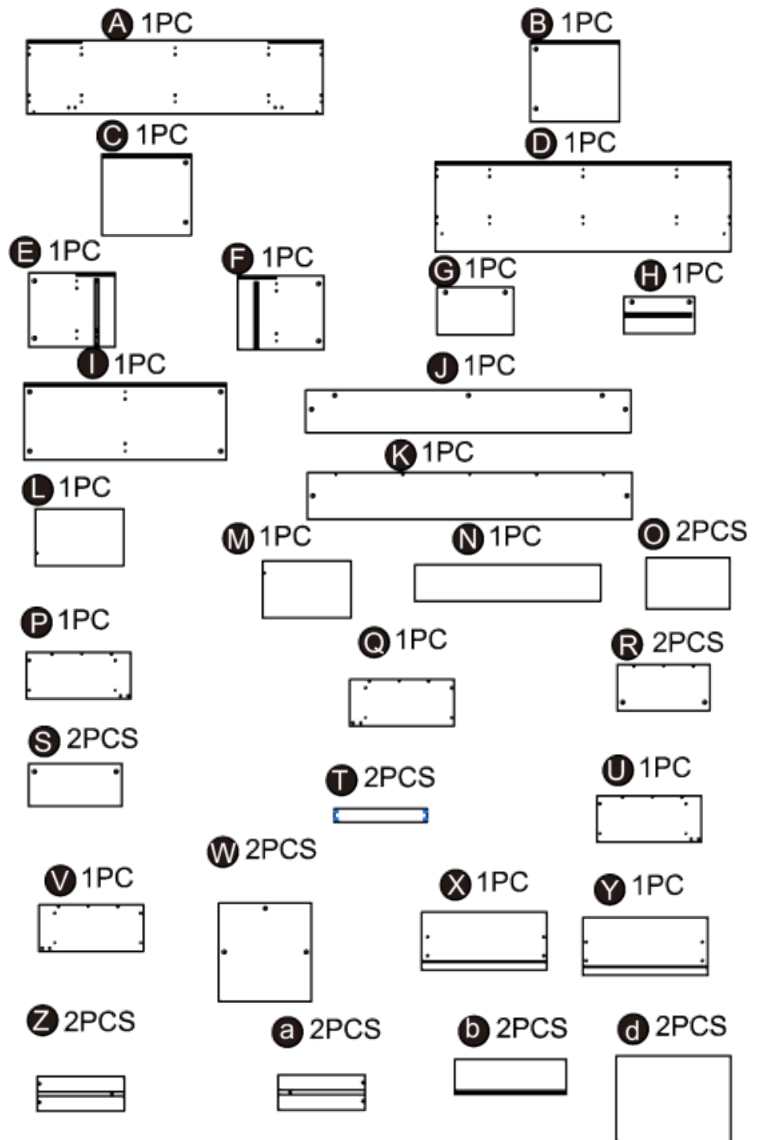 A 1PC
B 1PC
C 1PC
D 1PC
E 1PC
F 1PC
G 1PC
H 1PC
I 1PC
J 1PC
K 1PC
L 1PC
M 1PC
N 1PC
O 2PCS
P 1PC
Q 1PC
R 2PCS
S 2PCS
T 2PCS
U 1PC
V 1PC
W 2PCS
X 1PC
Y 1PC
Z 2PCS
a 2PCS
b 2PCS
d 2PCS